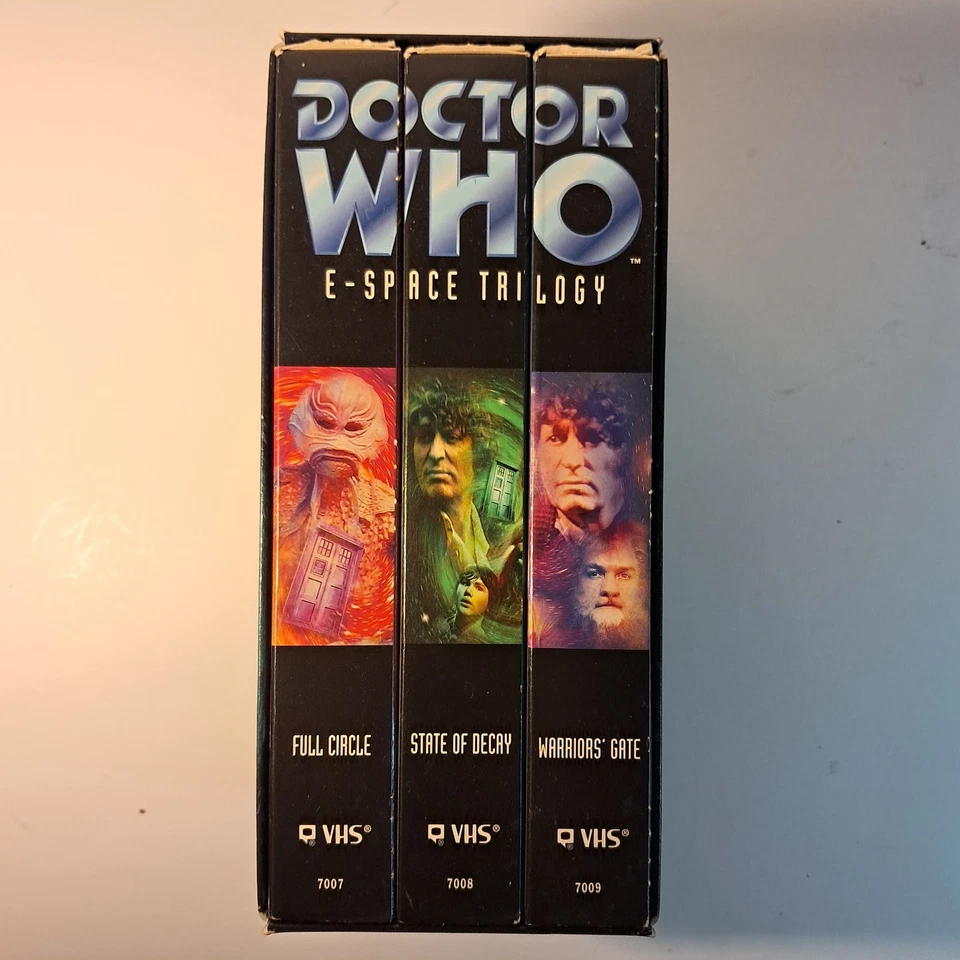 DOCTOR
WHO
™
E-SPACE TRILOGY
FULL CIRCLE
STATE OF DECAY
WARRIORS' GATE
VHS®
VHS®
VHS®
7007
7008
7009